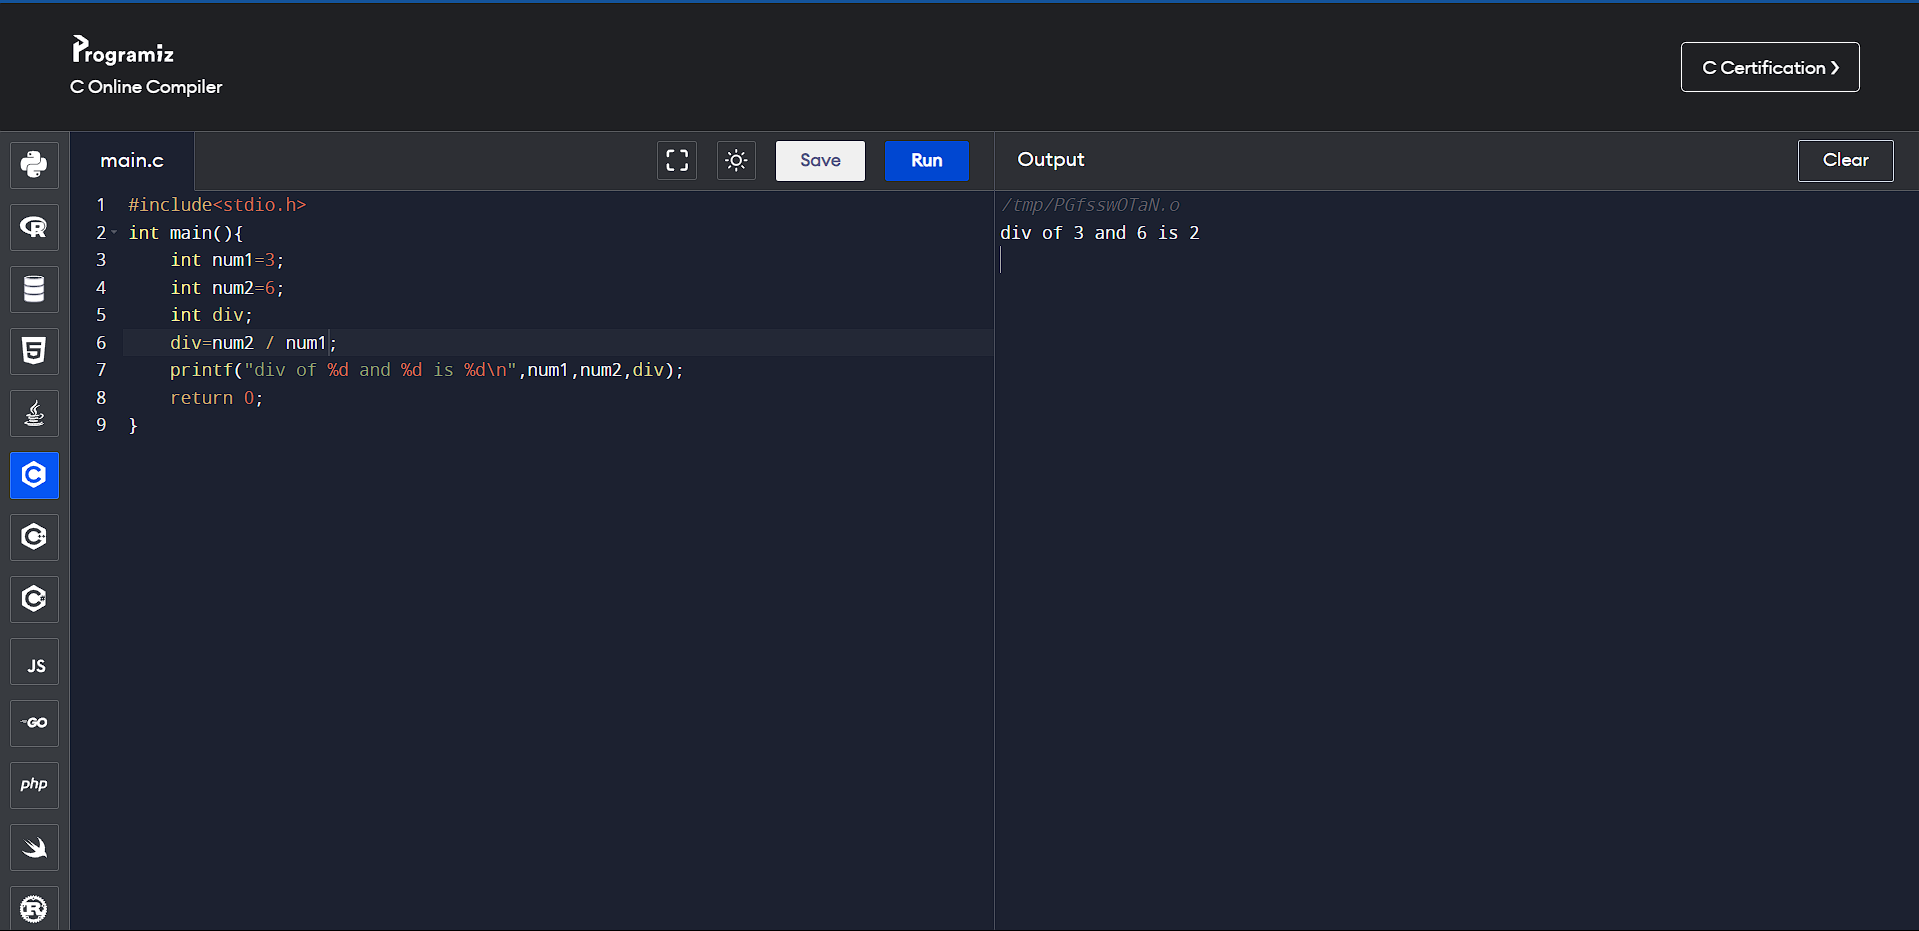 Programiz
C Online Compiler
C Certification ❯
main.c
Save
Run
Output
Clear
1 #include<stdio.h>
2 int main(){
3     int num1=3;
4     int num2=6;
5     int div;
6     div=num2 / num1;
7     printf("div of %d and %d is %d\n",num1,num2,div);
8     return 0;
9 }
/tmp/PGfsswOTaN.o
div of 3 and 6 is 2
R
5
C
C++
C#
JS
GO
php
R